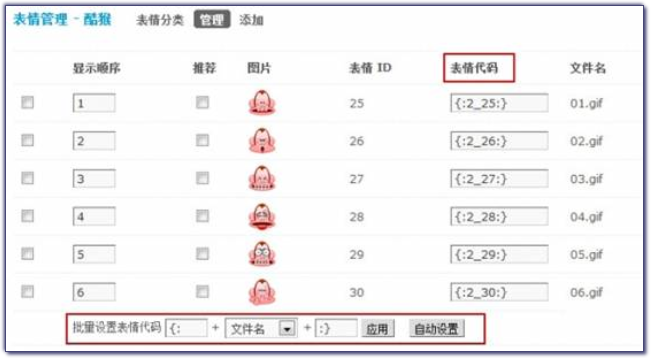 表情管理 - 酷猴 表情分类 管理 添加
显示顺序 推荐 图片 表情 ID 表情代码 文件名
1 25 {:2_25:} 01.gif
2 26 {:2_26:} 02.gif
3 27 {:2_27:} 03.gif
4 28 {:2_28:} 04.gif
5 29 {:2_29:} 05.gif
6 30 {:2_30:} 06.gif
批量设置表情代码 {: + 文件名 + :} 应用 自动设置